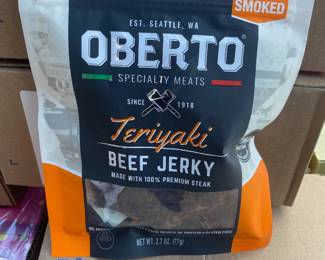 SMOKED
EST. SEATTLE, WA
OBERTO®
SPECIALTY MEATS
SINCE 1918
Teriyaki
BEEF JERKY
MADE WITH 100% PREMIUM STEAK
NET WT. 2.7 OZ. (77g)